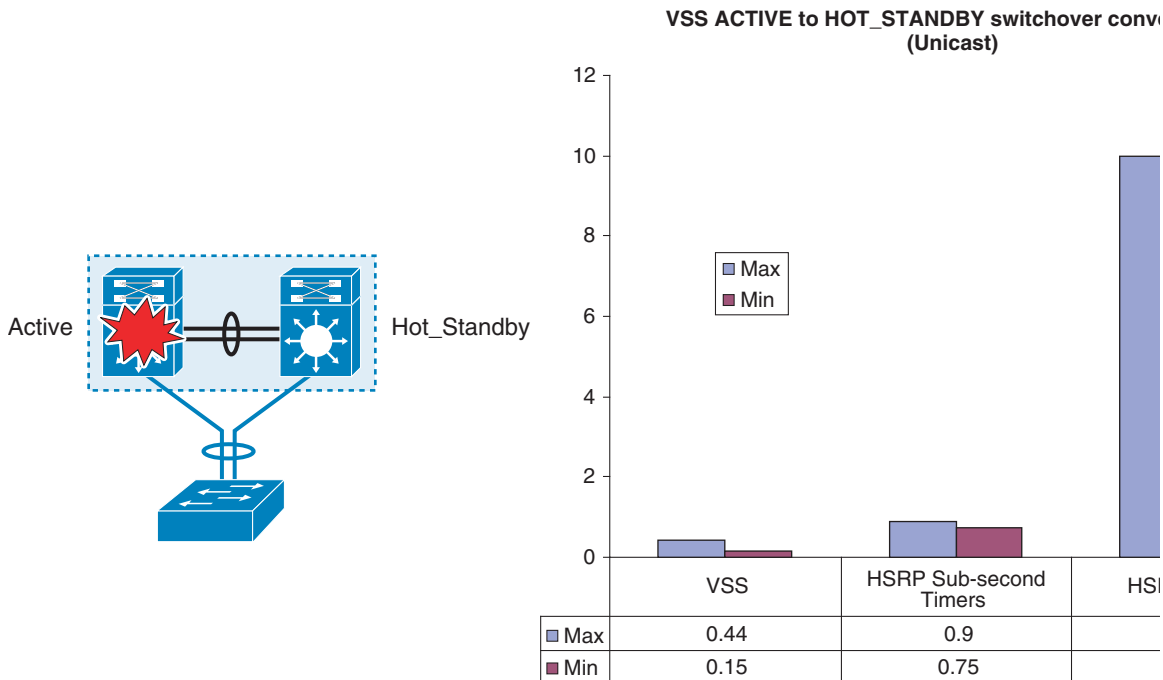 VSS ACTIVE to HOT_STANDBY switchover
(Unicast)
Active
Hot_Standby
12
10
8
6
4
2
0
Max
Min
VSS
HSRP Sub-second
Timers
Max
0.44
0.9
Min
0.15
0.75